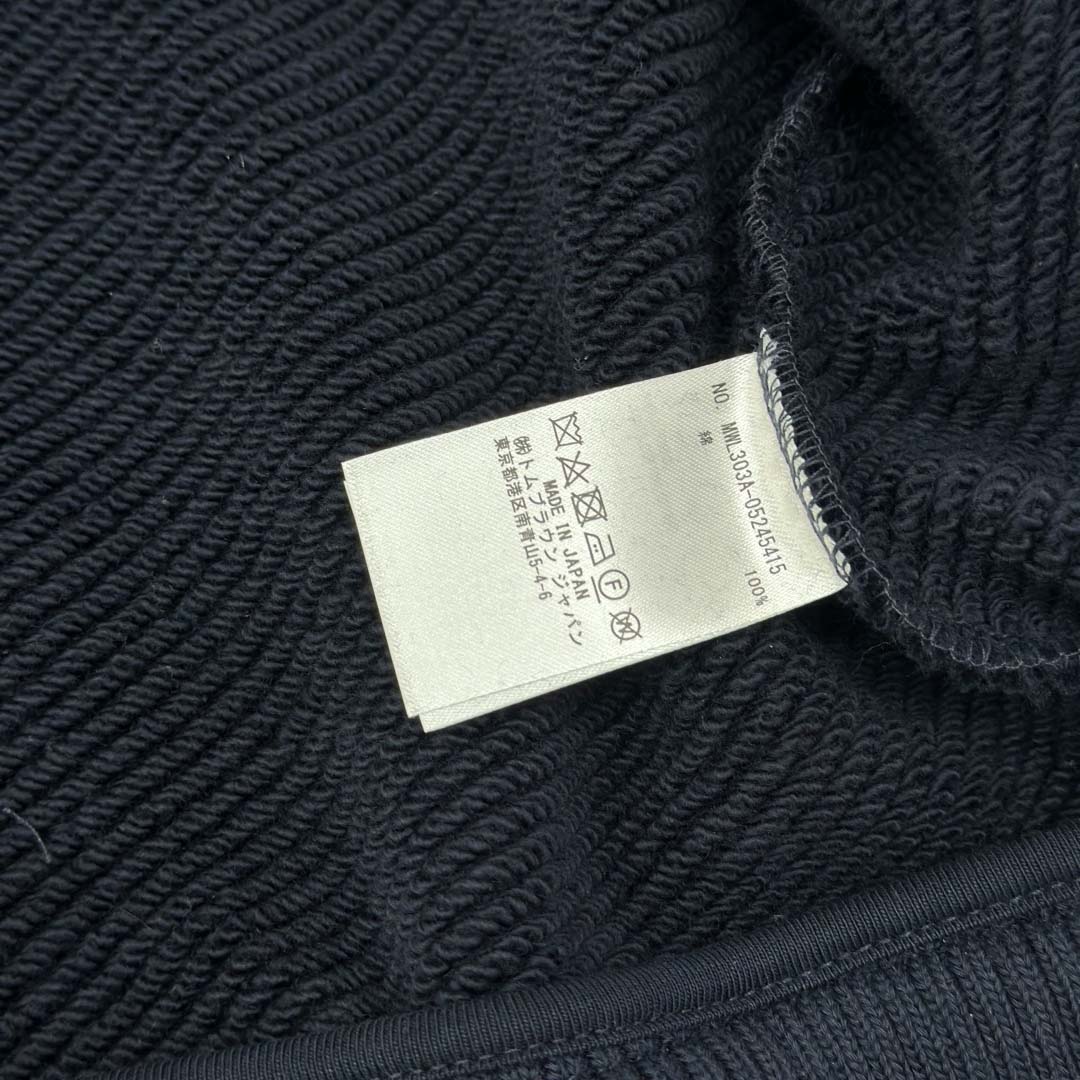 NO. MWL303A-05245415
綿 100%
F
W
MADE IN JAPAN
㈱トムブラウン ジャパン
東京都港区南青山5-4-6